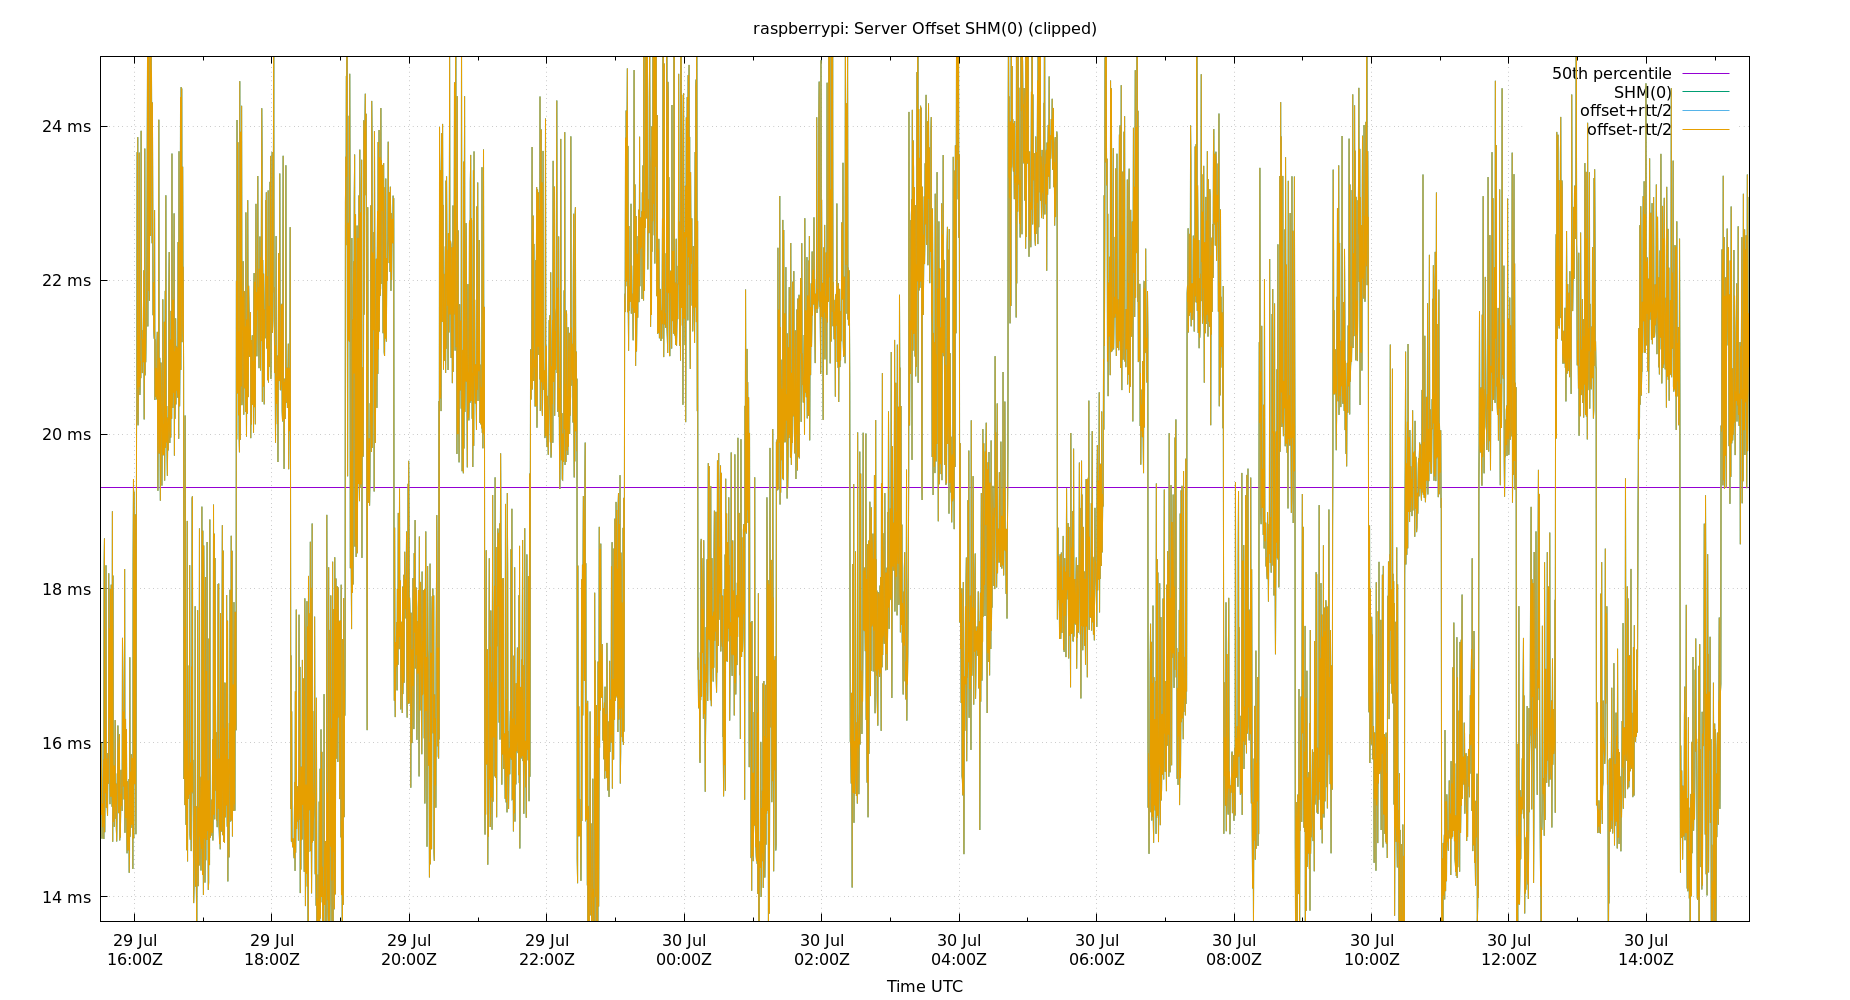 raspberrypi: Server Offset SHM(0) (clipped)
50th percentile
SHM(0)
offset+rtt/2
offset-rtt/2
24 ms
22 ms
20 ms
18 ms
16 ms
14 ms
29 Jul 29 Jul 29 Jul 29 Jul 30 Jul 30 Jul 30 Jul 30 Jul 30 Jul 30 Jul 30 Jul 30 Jul
16:00Z 18:00Z 20:00Z 22:00Z 00:00Z 02:00Z 04:00Z 06:00Z 08:00Z 10:00Z 12:00Z 14:00Z
Time UTC